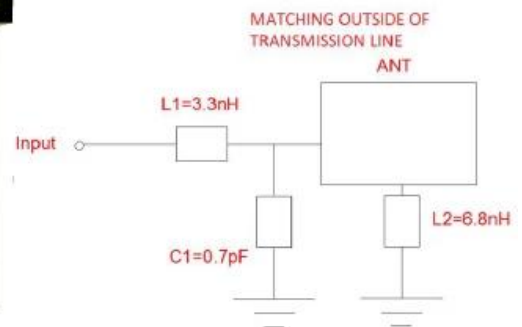 MATCHING OUTSIDE OF
TRANSMISSION LINE
ANT
L1=3.3nH
Input
L2=6.8nH
C1=0.7pF